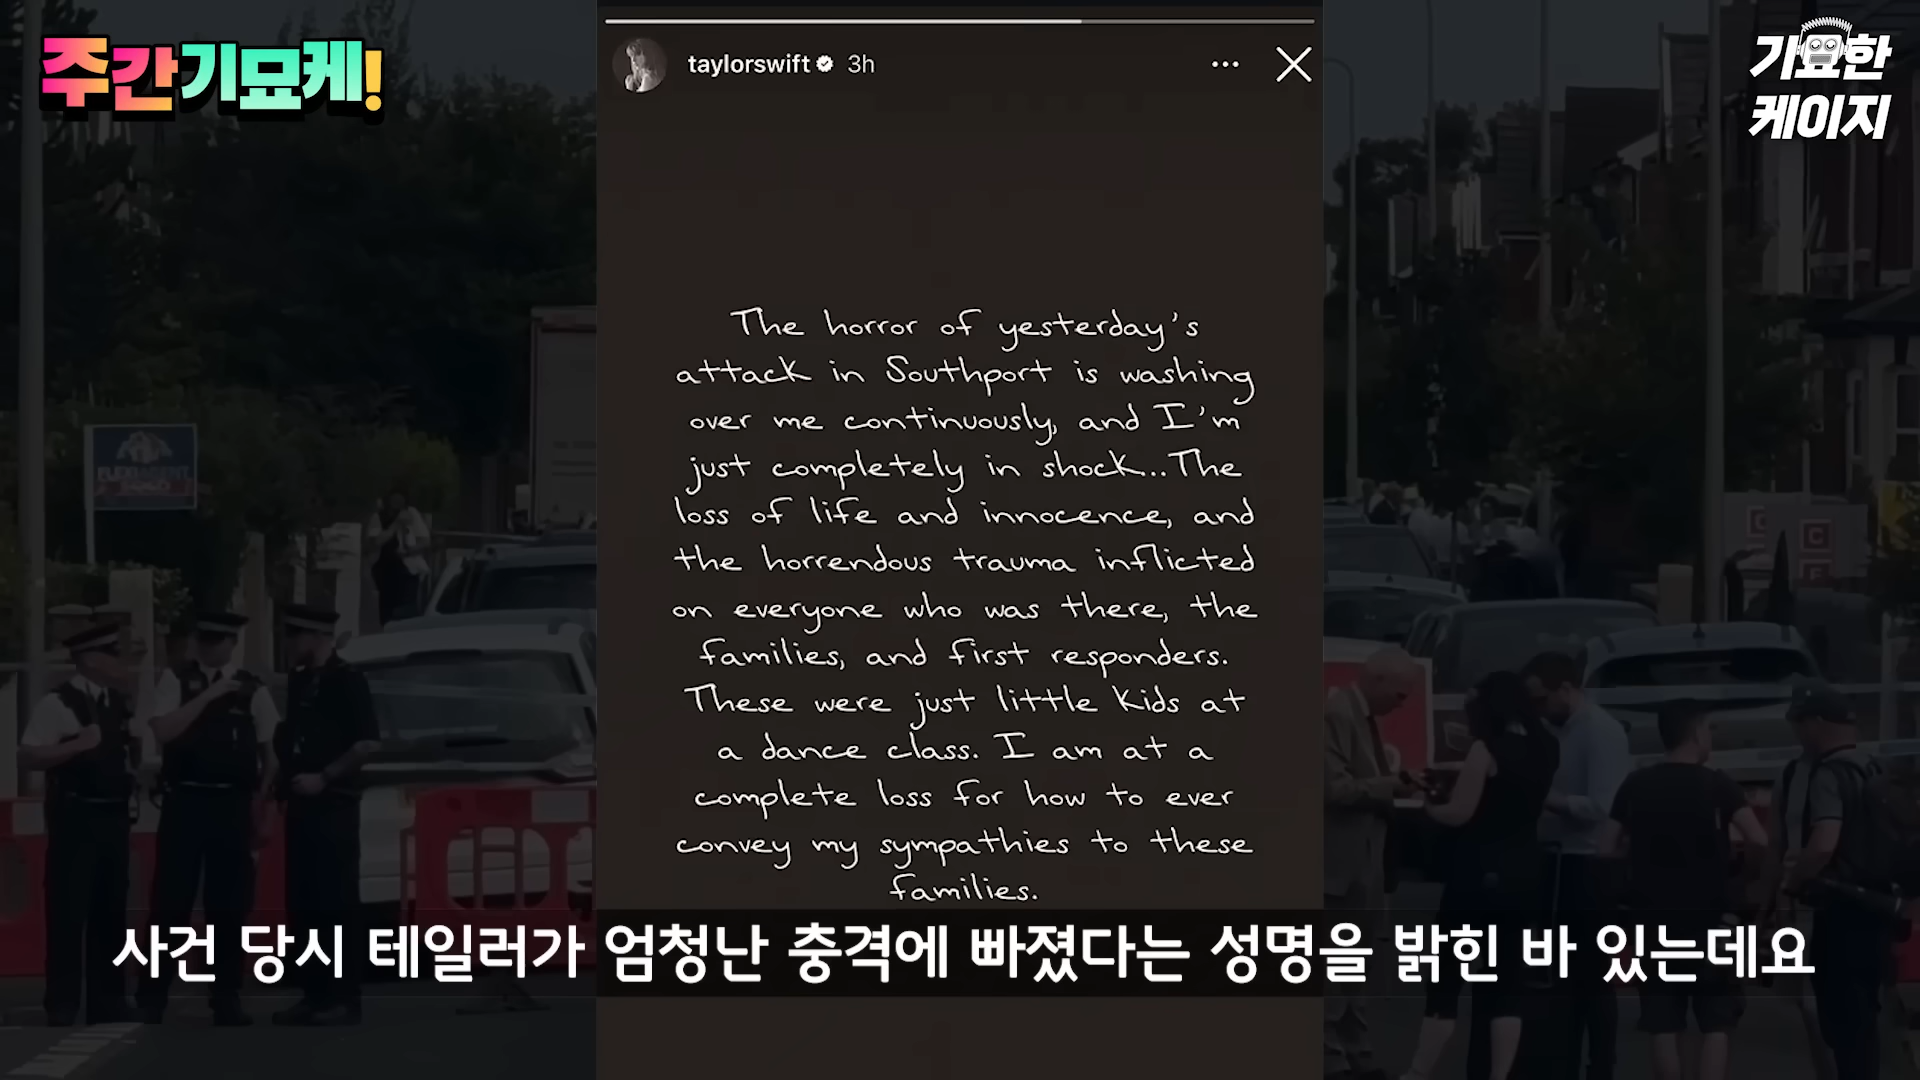 주간기묘케!
기묘한
케이지
taylorswift 3h
The horror of yesterday's
attack in Southport is washing
over me continuously, and I'm
just completely in shock...The
loss of life and innocence, and
the horrendous trauma inflicted
on everyone who was there, the
families, and first responders.
These were just little kids at
a dance class. I am at a
complete loss for how to ever
convey my sympathies to these
families.
사건 당시 테일러가 엄청난 충격에 빠졌다는 성명을 밝힌 바 있는데요